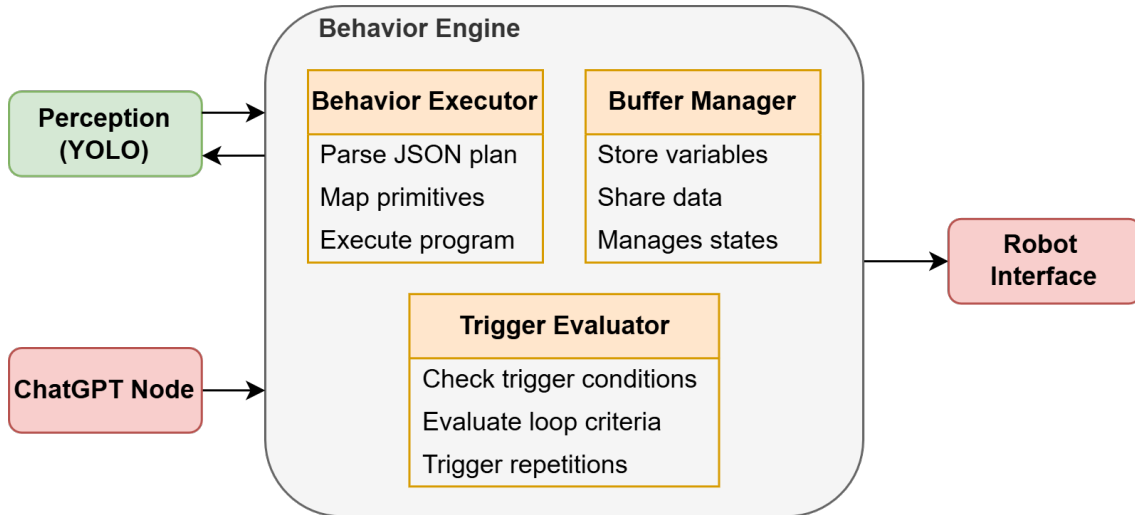 Behavior Engine
Perception
(YOLO)
Behavior Executor
Parse JSON plan
Map primitives
Execute program
Buffer Manager
Store variables
Share data
Manages states
Robot
Interface
ChatGPT Node
Trigger Evaluator
Check trigger conditions
Evaluate loop criteria
Trigger repetitions